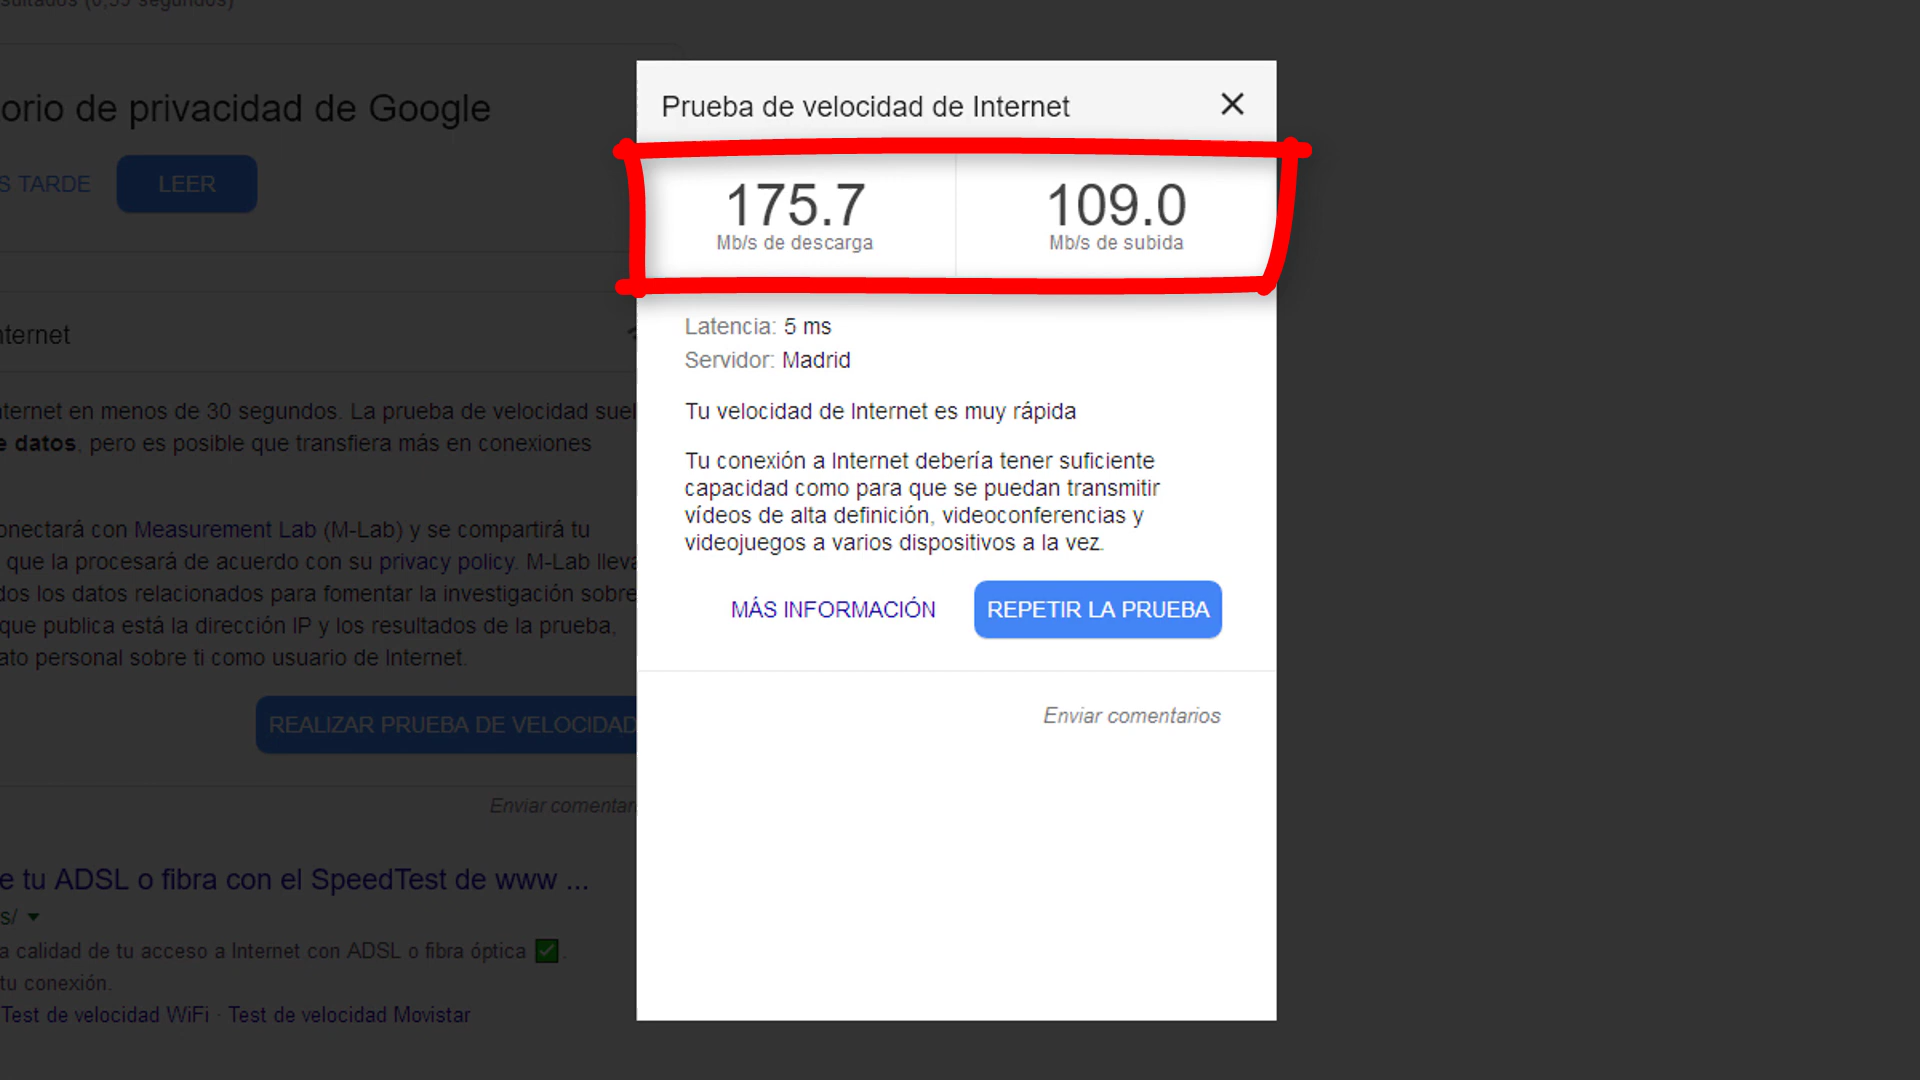 (0,59 segundos)
orio de privacidad de Google
S TARDE
LEER
nternet
nternet en menos de 30 segundos. La prueba de velocidad suel
e datos, pero es posible que transfiera más en conexiones
onectará con Measurement Lab (M-Lab) y se compartirá tu
que la procesará de acuerdo con su privacy policy. M-Lab lleva
dos los datos relacionados para fomentar la investigación sobre
que publica está la dirección IP y los resultados de la prueba,
ato personal sobre ti como usuario de Internet.
REALIZAR PRUEBA DE VELOCIDAD
Enviar comentar
e tu ADSL o fibra con el SpeedTest de www ...
s/
a calidad de tu acceso a Internet con ADSL o fibra óptica ✅.
tu conexión.
Test de velocidad WiFi · Test de velocidad Movistar
Prueba de velocidad de Internet
175.7
Mb/s de descarga
109.0
Mb/s de subida
Latencia: 5 ms
Servidor: Madrid
Tu velocidad de Internet es muy rápida
Tu conexión a Internet debería tener suficiente
capacidad como para que se puedan transmitir
vídeos de alta definición, videoconferencias y
videojuegos a varios dispositivos a la vez.
MÁS INFORMACIÓN
REPETIR LA PRUEBA
Enviar comentarios